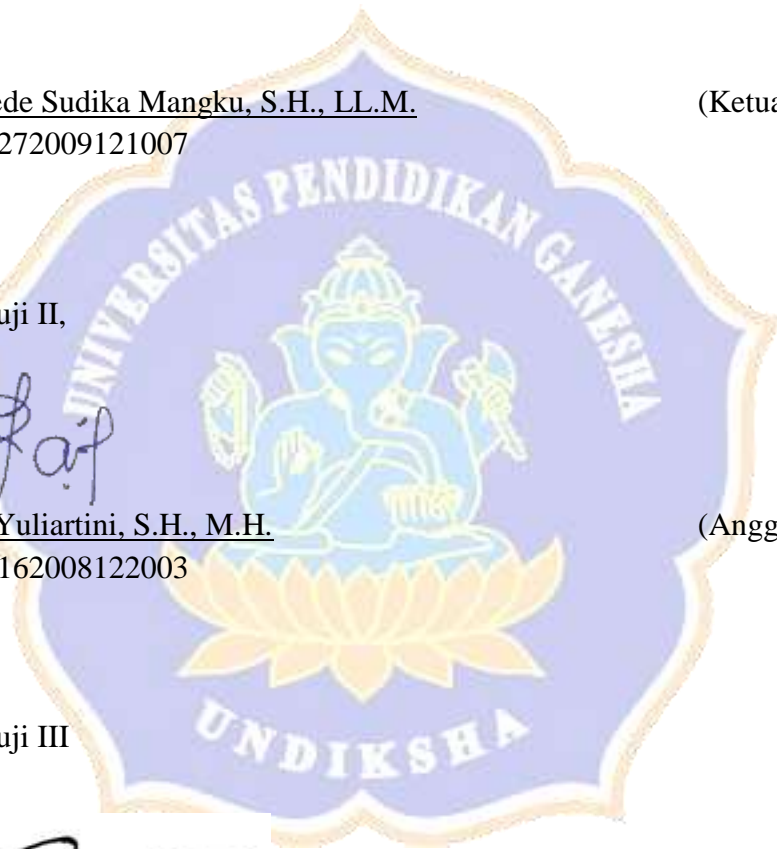 ede Sudika Mangku, S.H., LL.M. (Ketua
272009121007
UNIVERSITAS PENDIDIKAN GANESHA
uji II,
Yuliartini, S.H., M.H. (Angg
162008122003
UNDIKSHA
uji III